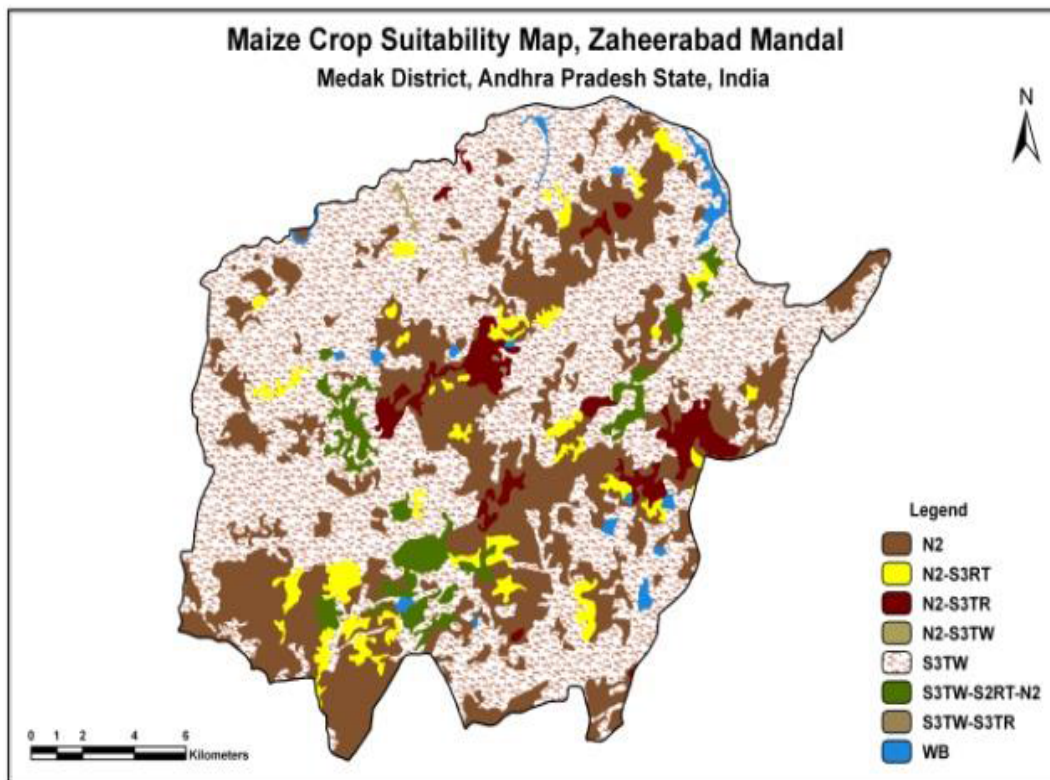 Maize Crop Suitability Map, Zaheerabad Mandal
Medak District, Andhra Pradesh State, India
N
Legend
N2
N2-S3RT
N2-S3TR
N2-S3TW
S3TW
S3TW-S2RT-N2
S3TW-S3TR
WB
0 1 2 4 6
Kilometers